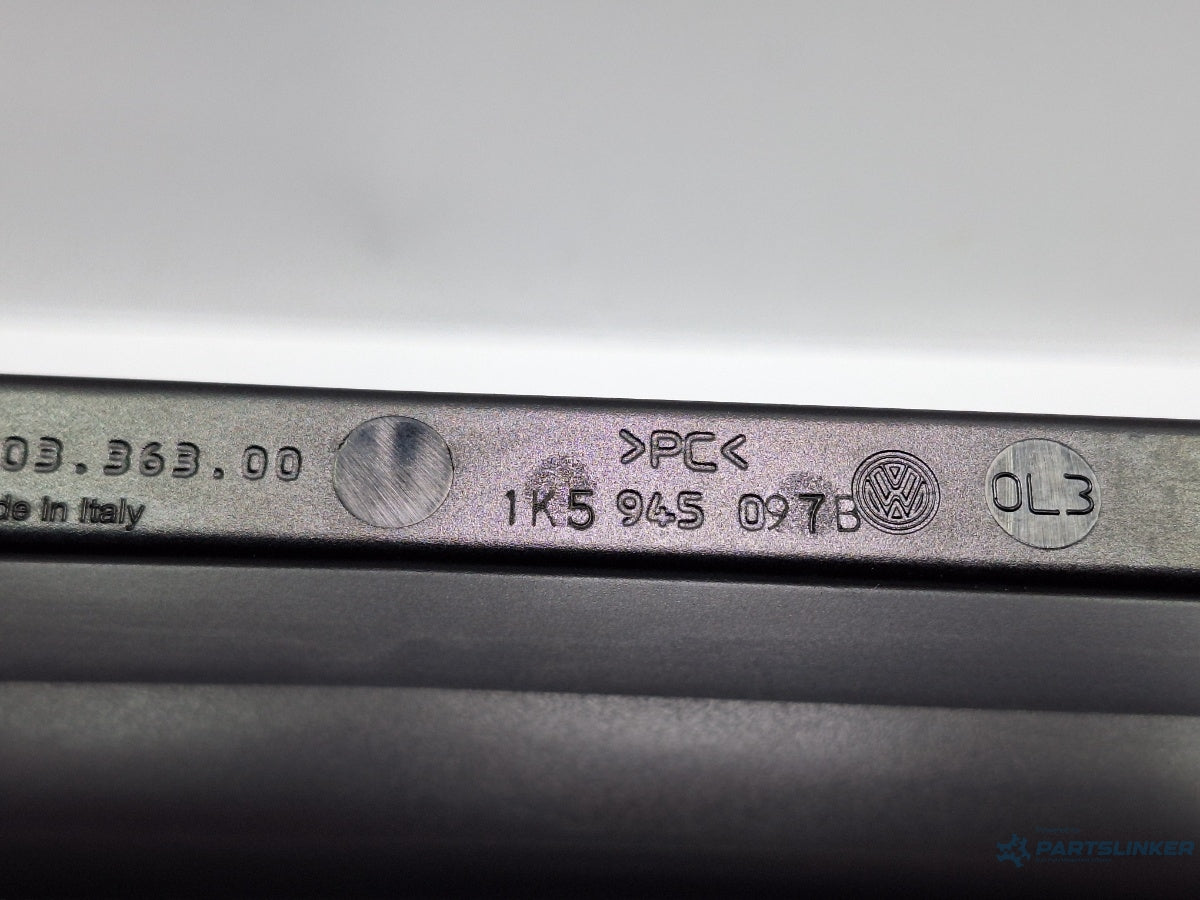 03.363.00
de in Italy
>PC<
1K5 945 097B
0L3
PARTSLINKER